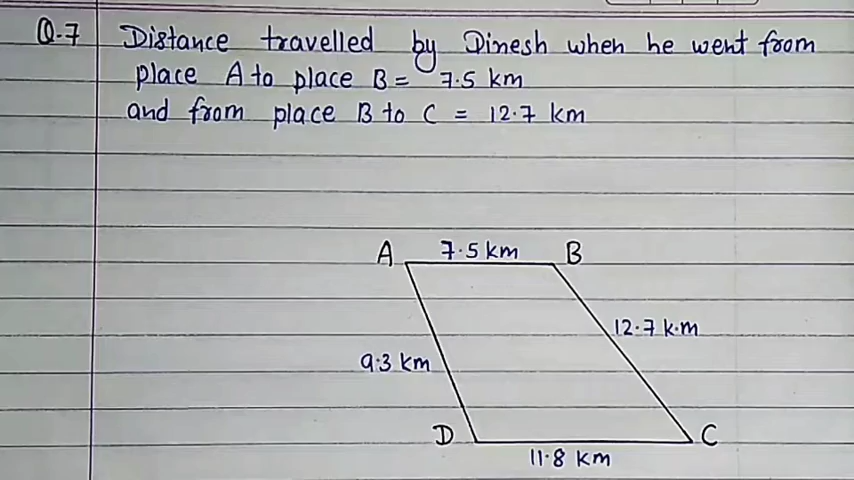 Q.7 Distance travelled by Dinesh when he went from
place A to place B = 7.5 km
and from place B to C = 12.7 km
A 7.5 km B
12.7 k.m
9.3 km
D C
11.8 km